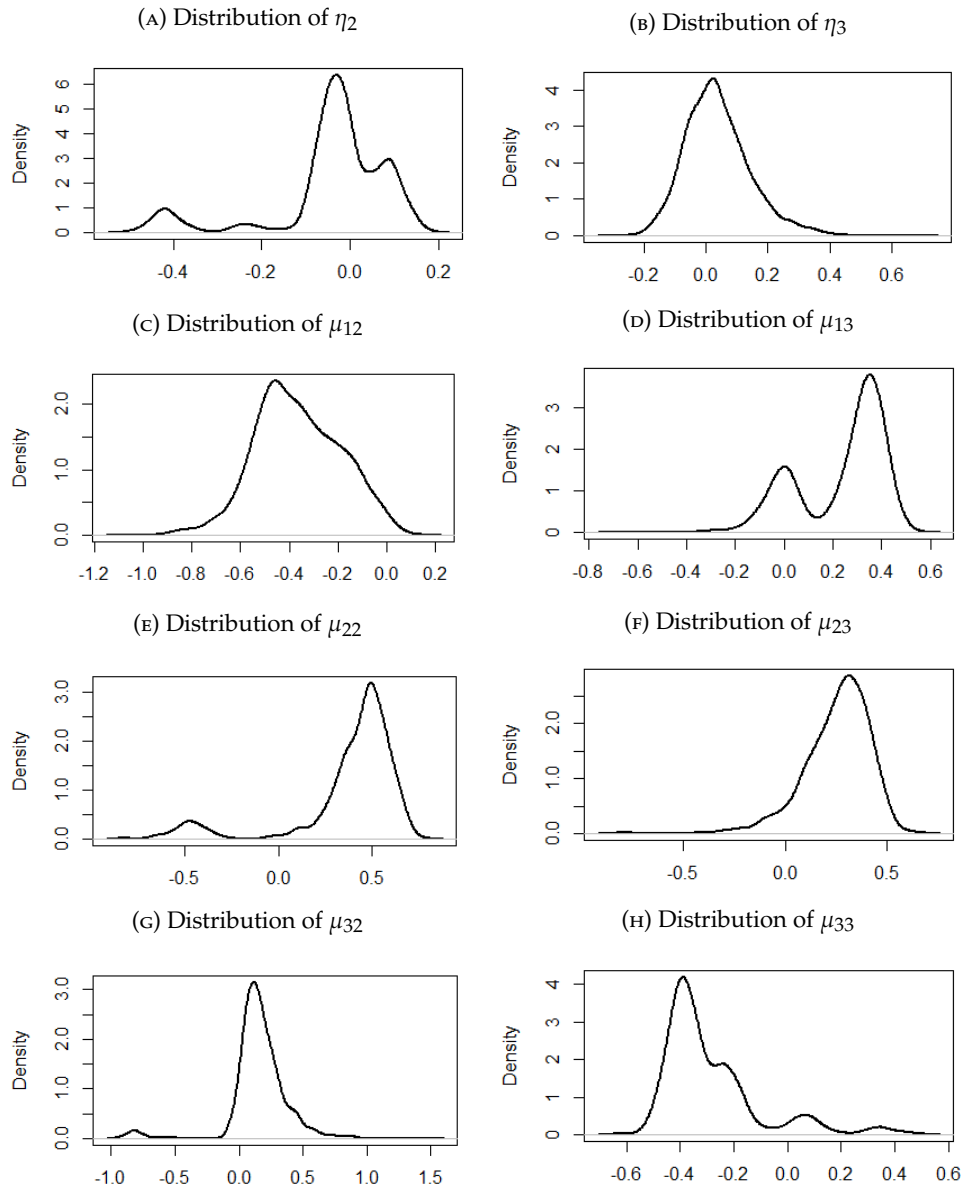 (A) Distribution of η2
(B) Distribution of η3
Density
0 1 2 3 4 5 6
-0.4 -0.2 0.0 0.2
Density
0 1 2 3 4
-0.2 0.0 0.2 0.4 0.6
(C) Distribution of μ12
(D) Distribution of μ13
Density
0.0 1.0 2.0
-1.2 -1.0 -0.8 -0.6 -0.4 -0.2 0.0 0.2
Density
0 1 2 3
-0.8 -0.6 -0.4 -0.2 0.0 0.2 0.4 0.6
(E) Distribution of μ22
(F) Distribution of μ23
Density
0.0 1.0 2.0 3.0
-0.5 0.0 0.5
Density
0.0 1.0 2.0
-0.5 0.0 0.5
(G) Distribution of μ32
(H) Distribution of μ33
Density
0.0 1.0 2.0 3.0
-1.0 -0.5 0.0 0.5 1.0 1.5
Density
0 1 2 3 4
-0.6 -0.4 -0.2 0.0 0.2 0.4 0.6